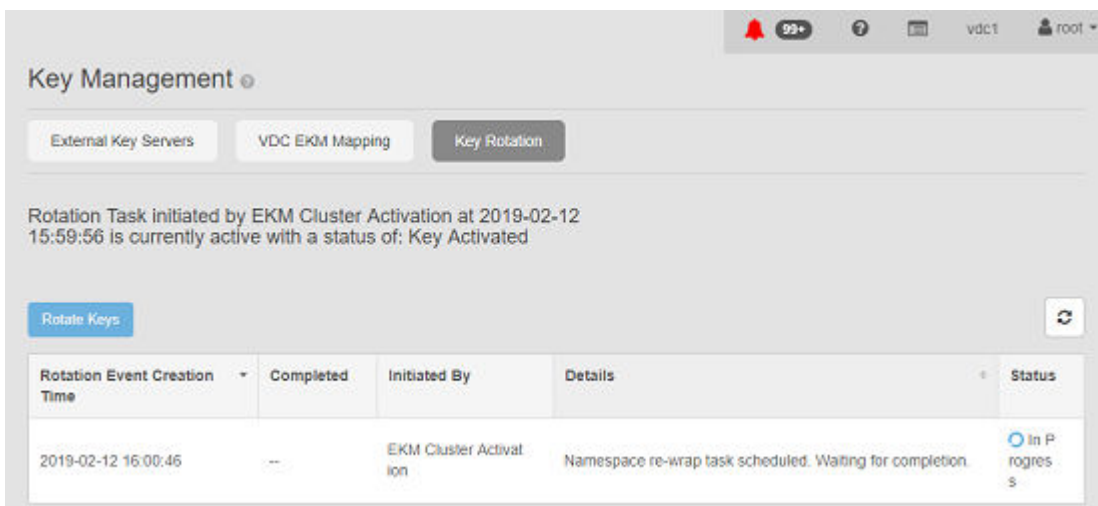 99+ vdc1 root
Key Management
External Key Servers VDC EKM Mapping Key Rotation
Rotation Task initiated by EKM Cluster Activation at 2019-02-12
15:59:56 is currently active with a status of: Key Activated
Rotate Keys
Rotation Event Creation Completed Initiated By Details Status
Time
2019-02-12 16:00:46 -- EKM Cluster Activat Namespace re-wrap task scheduled. Waiting for completion. In P
ion rogres
s